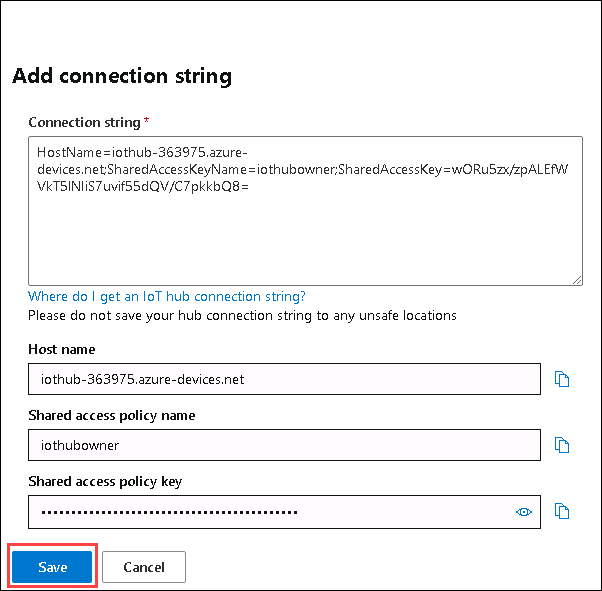 Add connection string
Connection string *
HostName=iothub-363975.azure-
devices.net;SharedAccessKeyName=iothubowner;SharedAccessKey=wORu5zx/zpALEfW
VkT5lNIiS7uvif55dQV/C7pkkbQ8=
Where do I get an IoT hub connection string?
Please do not save your hub connection string to any unsafe locations
Host name
iothub-363975.azure-devices.net
Shared access policy name
iothubowner
Shared access policy key
Save
Cancel